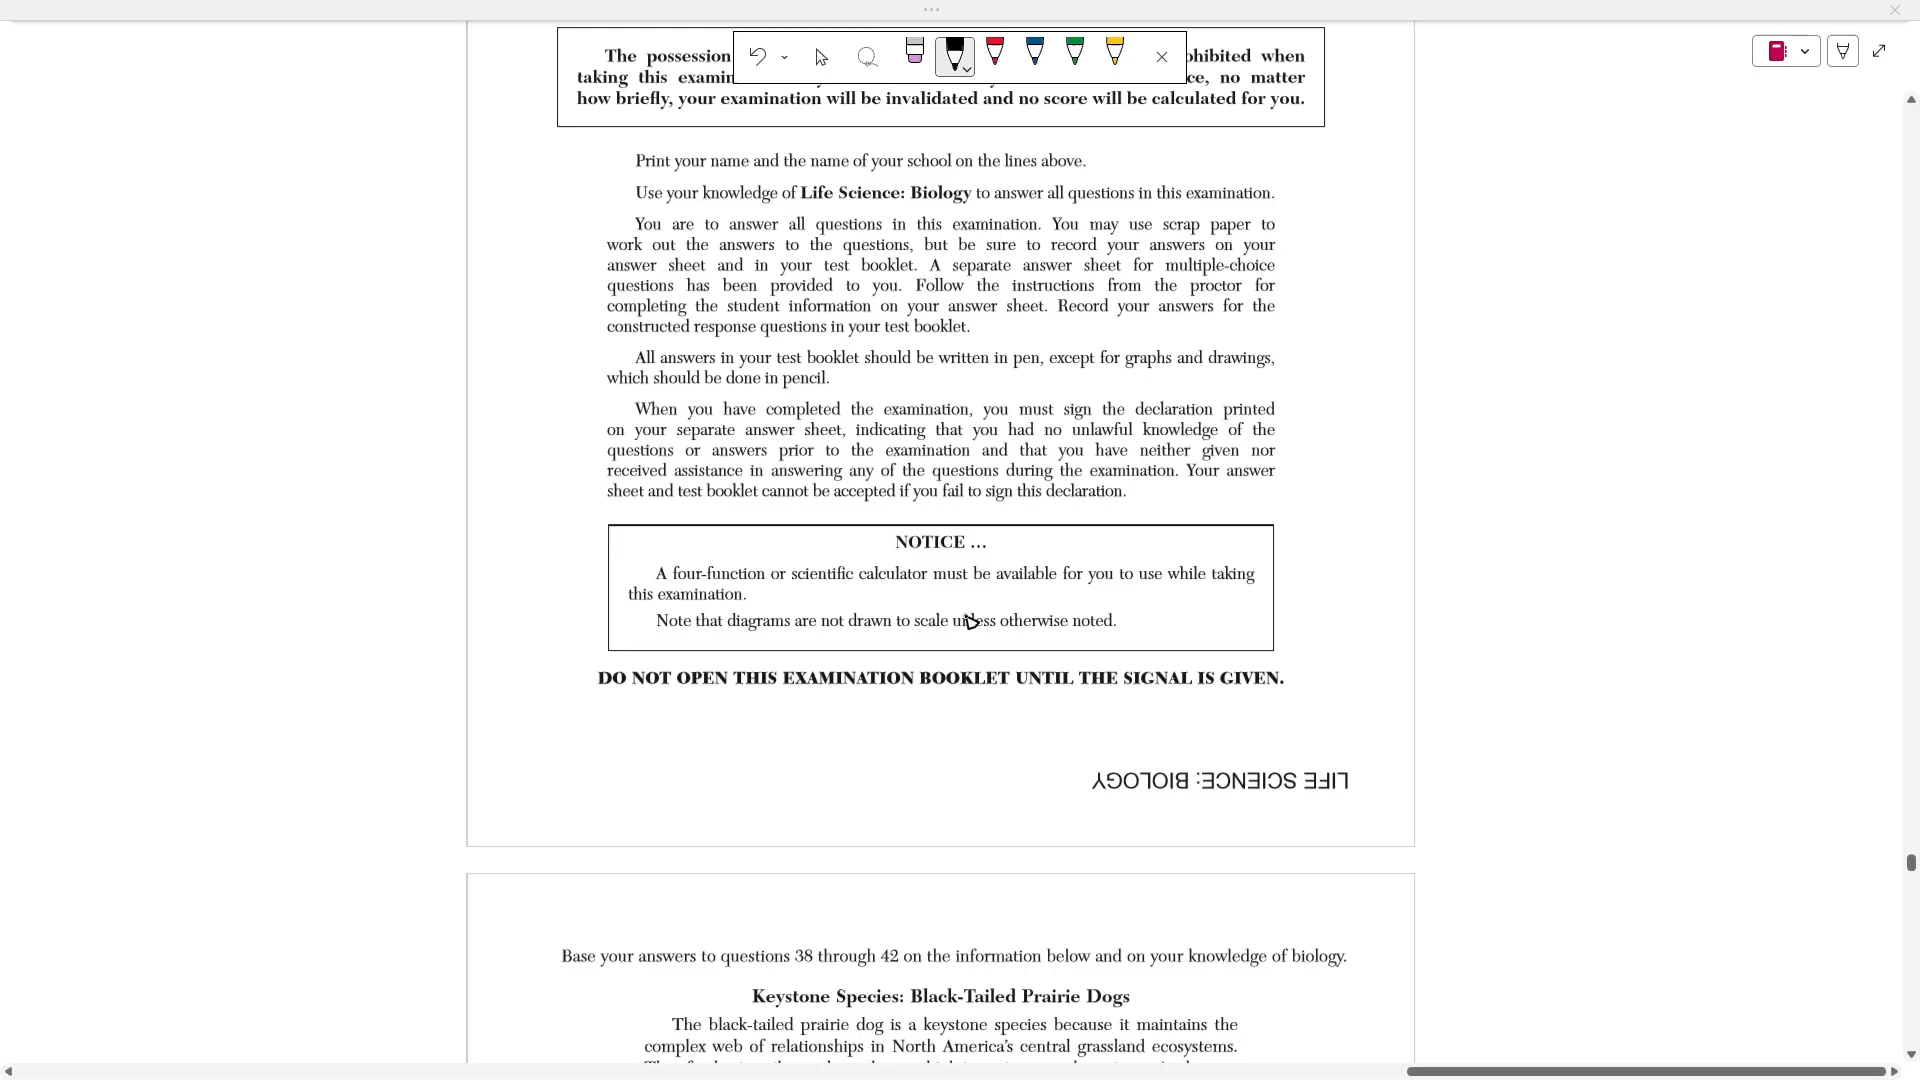 The possession
ohibited when
taking this examin
ce, no matter
how briefly, your examination will be invalidated and no score will be calculated for you.
Print your name and the name of your school on the lines above.
Use your knowledge of Life Science: Biology to answer all questions in this examination.
You are to answer all questions in this examination. You may use scrap paper to
work out the answers to the questions, but be sure to record your answers on your
answer sheet and in your test booklet. A separate answer sheet for multiple-choice
questions has been provided to you. Follow the instructions from the proctor for
completing the student information on your answer sheet. Record your answers for the
constructed response questions in your test booklet.
All answers in your test booklet should be written in pen, except for graphs and drawings,
which should be done in pencil.
When you have completed the examination, you must sign the declaration printed
on your separate answer sheet, indicating that you had no unlawful knowledge of the
questions or answers prior to the examination and that you have neither given nor
received assistance in answering any of the questions during the examination. Your answer
sheet and test booklet cannot be accepted if you fail to sign this declaration.
NOTICE …
A four-function or scientific calculator must be available for you to use while taking
this examination.
Note that diagrams are not drawn to scale unless otherwise noted.
DO NOT OPEN THIS EXAMINATION BOOKLET UNTIL THE SIGNAL IS GIVEN.
LIFE SCIENCE: BIOLOGY
Base your answers to questions 38 through 42 on the information below and on your knowledge of biology.
Keystone Species: Black-Tailed Prairie Dogs
The black-tailed prairie dog is a keystone species because it maintains the
complex web of relationships in North America's central grassland ecosystems.